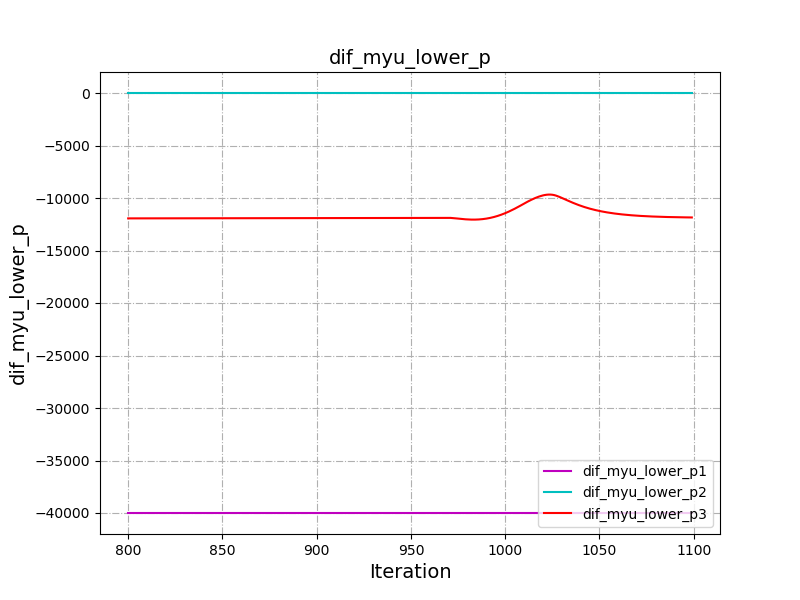 dif_myu_lower_p
dif_myu_lower_p
0
−5000
−10000
−15000
−20000
−25000
−30000
−35000
−40000
dif_myu_lower_p1
dif_myu_lower_p2
dif_myu_lower_p3
800 850 900 950 1000 1050 1100
Iteration